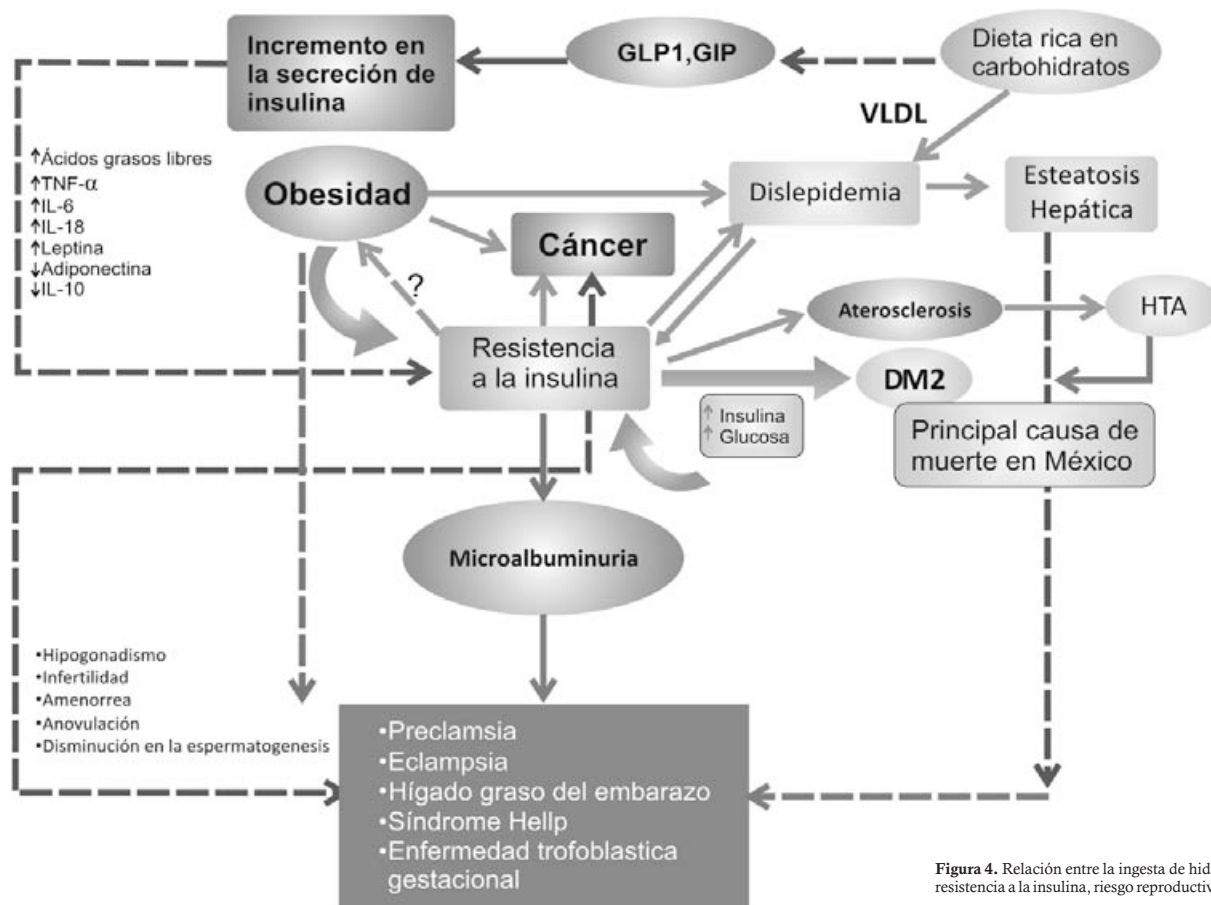 Incremento en
la secreción de
insulina
GLP1,GIP
Dieta rica en
carbohidratos
VLDL
↑Ácidos grasos libres
↑TNF-α
↑IL-6
↑IL-18
↑Leptina
↓Adiponectina
↓IL-10
Obesidad
Dislepidemia
Esteatosis
Hepática
Cáncer
?
Aterosclerosis
HTA
Resistencia
a la insulina
DM2
↑ Insulina
↑ Glucosa
Principal causa de
muerte en México
Microalbuminuria
•Hipogonadismo
•Infertilidad
•Amenorrea
•Anovulación
•Disminución en la espermatogenesis
•Preclamsia
•Eclampsia
•Hígado graso del embarazo
•Síndrome Hellp
•Enfermedad trofoblastica
gestacional
Figura 4. Relación entre la ingesta de hid
resistencia a la insulina, riesgo reproductiv